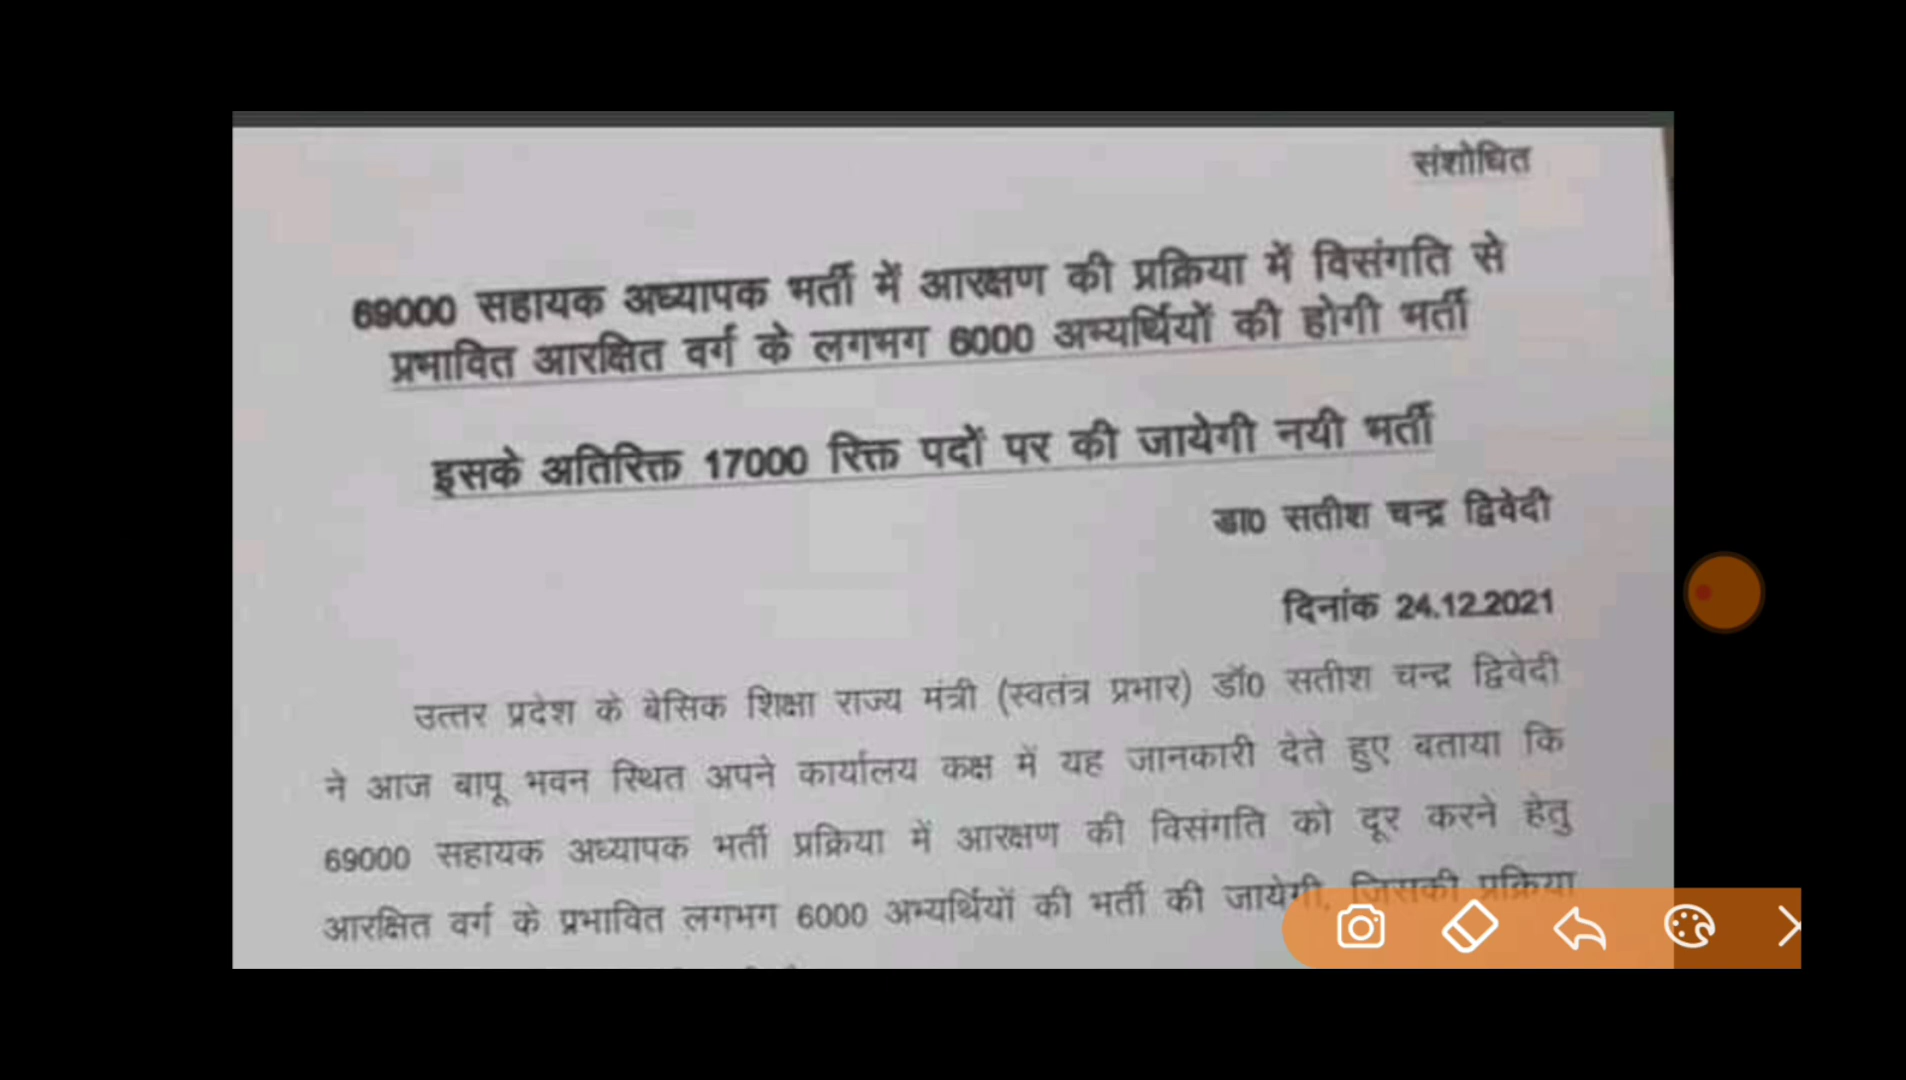 संशोधित
69000 सहायक अध्यापक भर्ती में आरक्षण की प्रक्रिया में विसंगति से
प्रभावित आरक्षित वर्ग के लगभग 6000 अभ्यर्थियों की होगी भर्ती
इसके अतिरिक्त 17000 रिक्त पदों पर की जायेगी नयी भर्ती
डा0 सतीश चन्द्र द्विवेदी
दिनांक 24.12.2021
उत्तर प्रदेश के बेसिक शिक्षा राज्य मंत्री (स्वतंत्र प्रभार) डॉ0 सतीश चन्द्र द्विवेदी
ने आज बापू भवन स्थित अपने कार्यालय कक्ष में यह जानकारी देते हुए बताया कि
69000 सहायक अध्यापक भर्ती प्रक्रिया में आरक्षण की विसंगति को दूर करने हेतु
आरक्षित वर्ग के प्रभावित लगभग 6000 अभ्यर्थियों की भर्ती की जायेगी, जिसकी प्रक्रिया